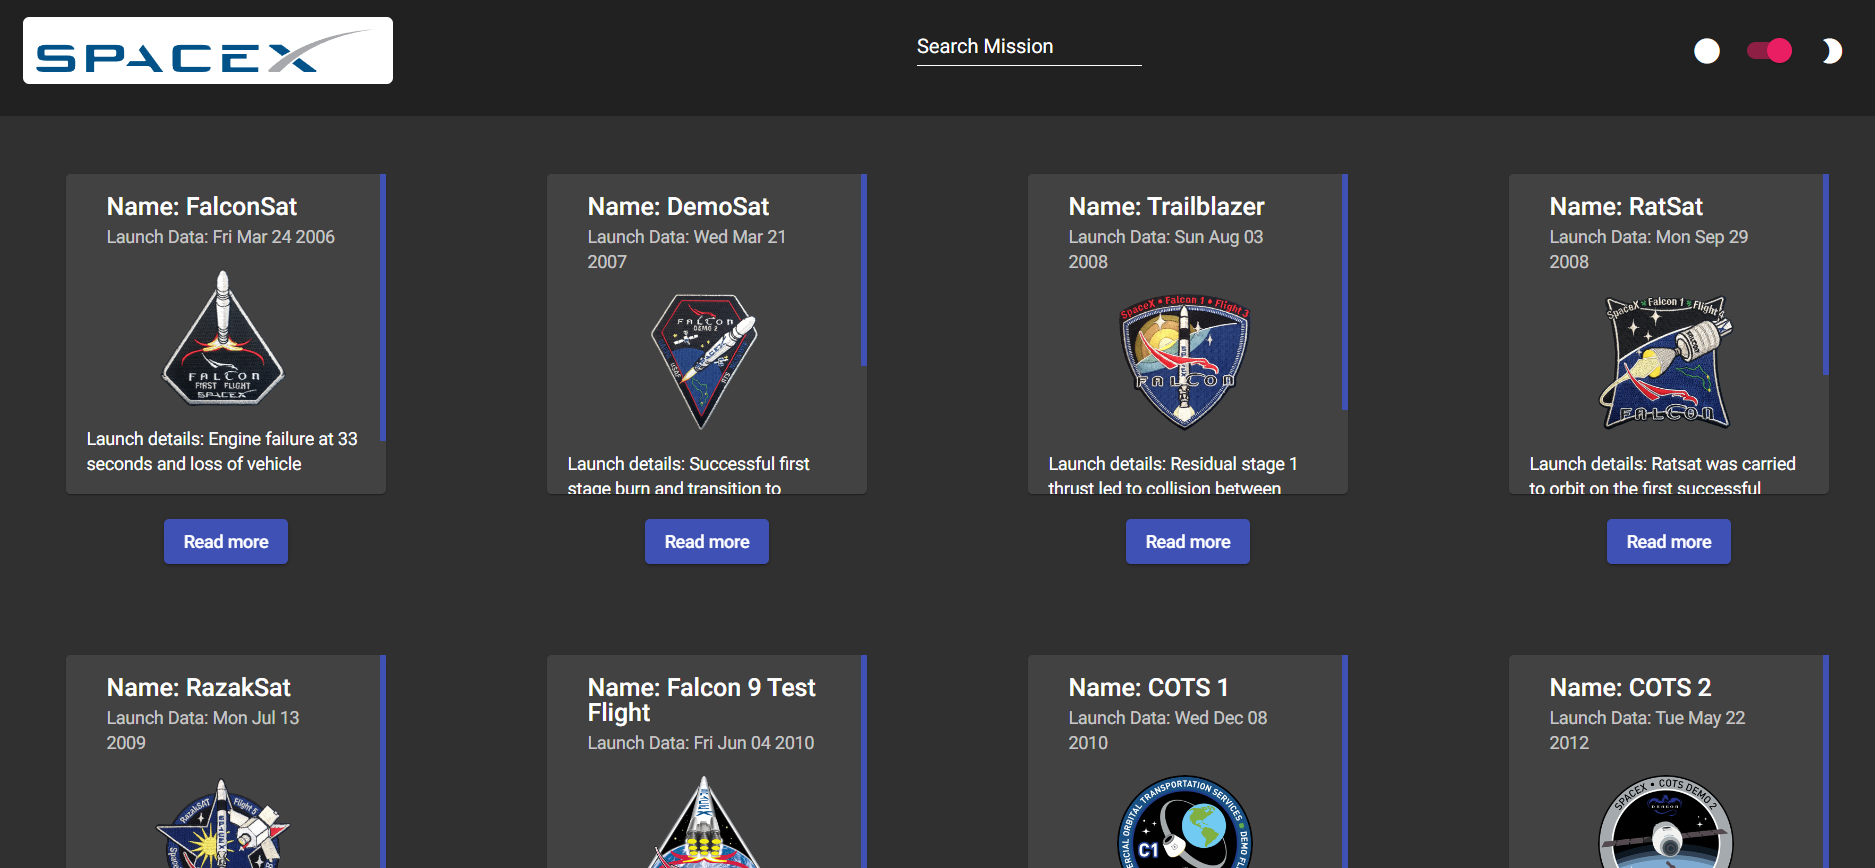 SPACEX
Search Mission
Name: FalconSat
Launch Data: Fri Mar 24 2006
FALCON
FIRST FLIGHT
SPACEX
Launch details: Engine failure at 33
seconds and loss of vehicle
Read more
Name: DemoSat
Launch Data: Wed Mar 21
2007
FALCON
DEMO 2
SPACEX
Launch details: Successful first
stage burn and transition to
Read more
Name: Trailblazer
Launch Data: Sun Aug 03
2008
SpaceX • Falcon 1 • Flight 3
FALCON
Launch details: Residual stage 1
thrust led to collision between
Read more
Name: RatSat
Launch Data: Mon Sep 29
2008
SpaceX Falcon 1 Flight 4
FALCON
Launch details: Ratsat was carried
to orbit on the first successful
Read more
Name: RazakSat
Launch Data: Mon Jul 13
2009
RazakSAT
Flight 5
Name: Falcon 9 Test
Flight
Launch Data: Fri Jun 04 2010
Name: COTS 1
Launch Data: Wed Dec 08
2010
ORBITAL TRANSPORTATION SERVICES
C1
Name: COTS 2
Launch Data: Tue May 22
2012
SPACEX • COTS DEMO 2
DRAGON